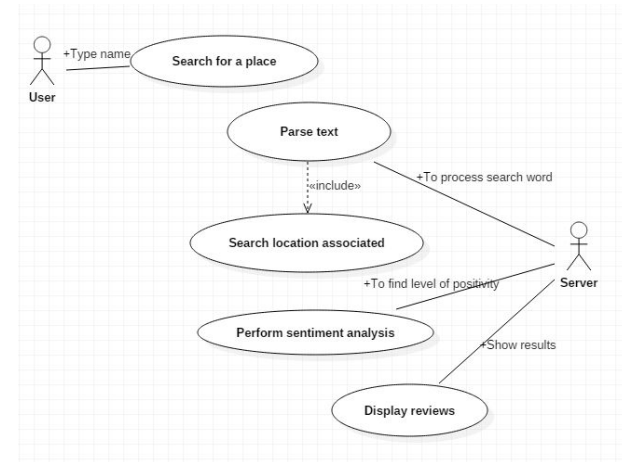 +Type name
Search for a place
User
Parse text
«include»
+To process search word
Search location associated
Server
+To find level of positivity
Perform sentiment analysis
+Show results
Display reviews